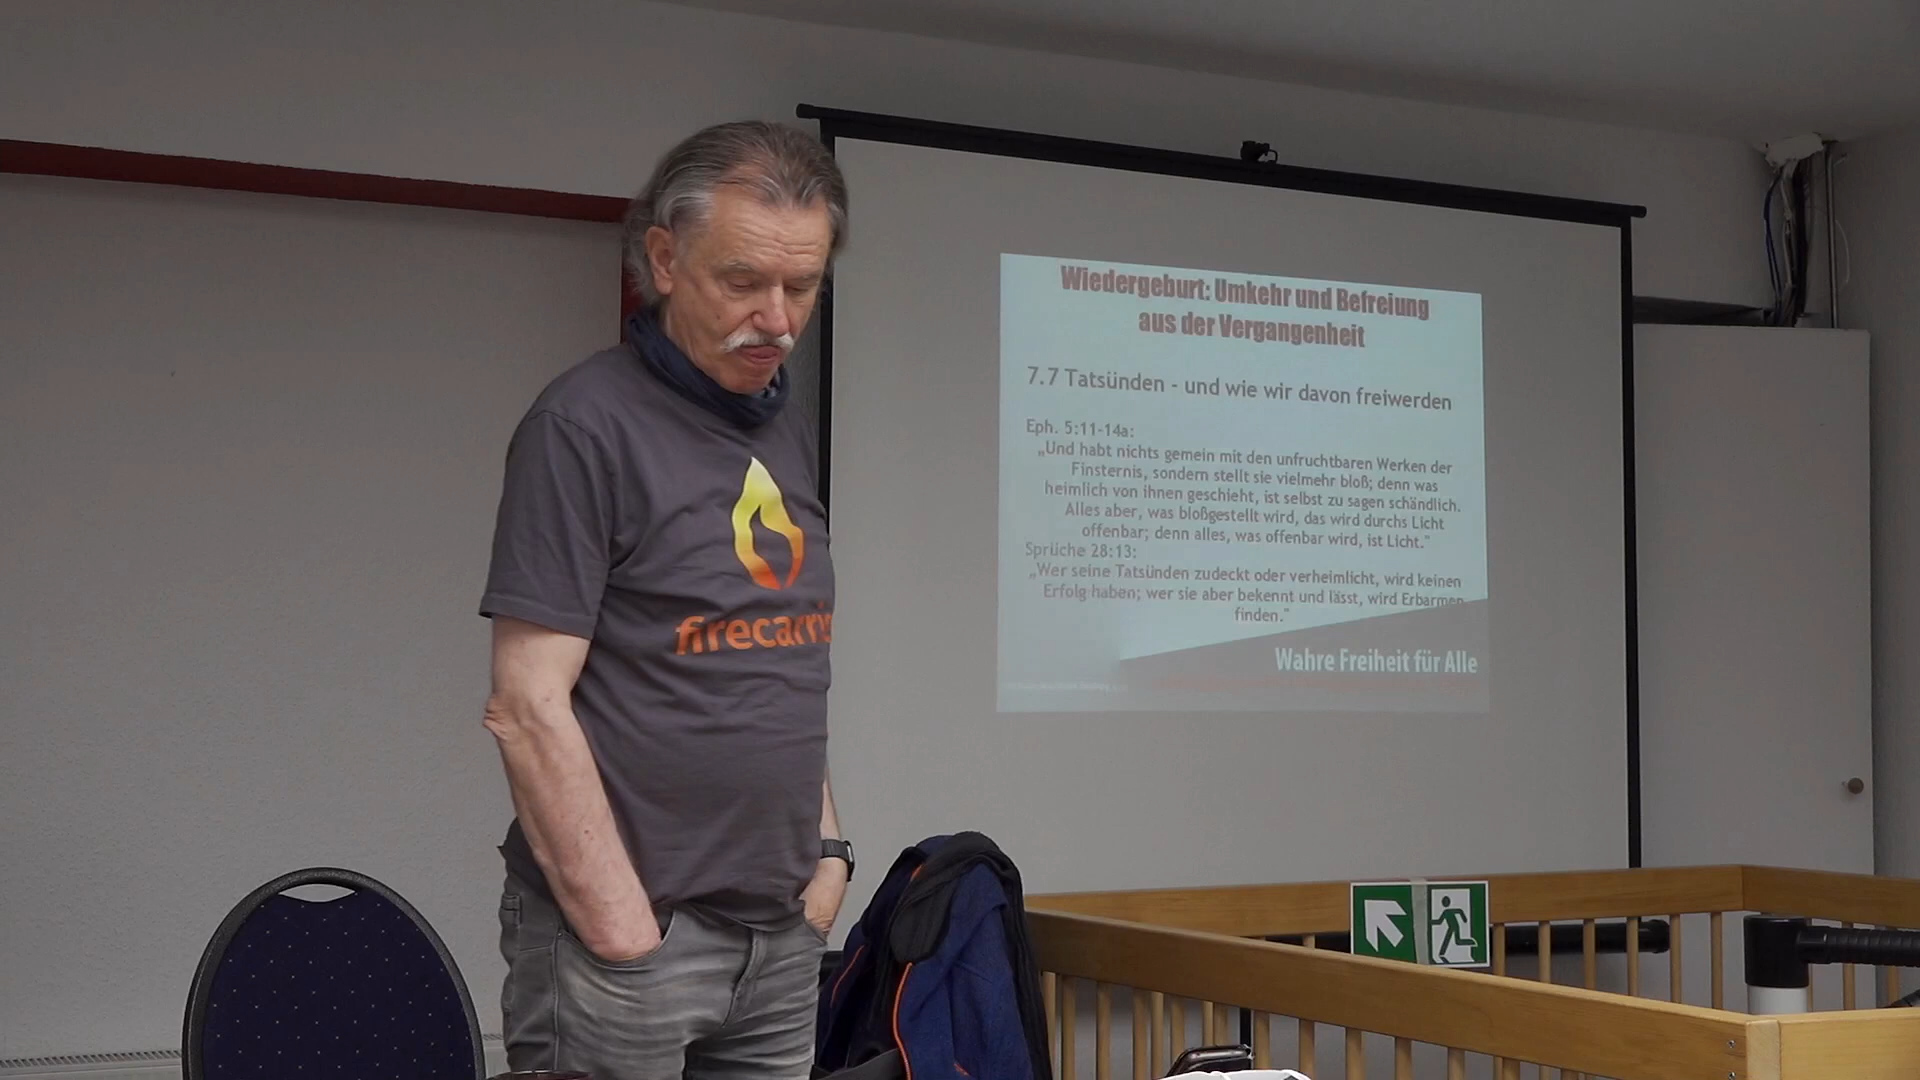 firecarri
Wiedergeburt: Umkehr und Befreiung
aus der Vergangenheit
7.7 Tatsünden - und wie wir davon freiwerden
Eph. 5:11-14a:
„Und habt nichts gemein mit den unfruchtbaren Werken der
Finsternis, sondern stellt sie vielmehr bloß; denn was
heimlich von ihnen geschieht, ist selbst zu sagen schändlich.
Alles aber, was bloßgestellt wird, das wird durchs Licht
offenbar; denn alles, was offenbar wird, ist Licht."
Sprüche 28:13:
„Wer seine Tatsünden zudeckt oder verheimlicht, wird keinen
Erfolg haben; wer sie aber bekennt und lässt, wird Erbarmen
finden."
Wahre Freiheit für Alle